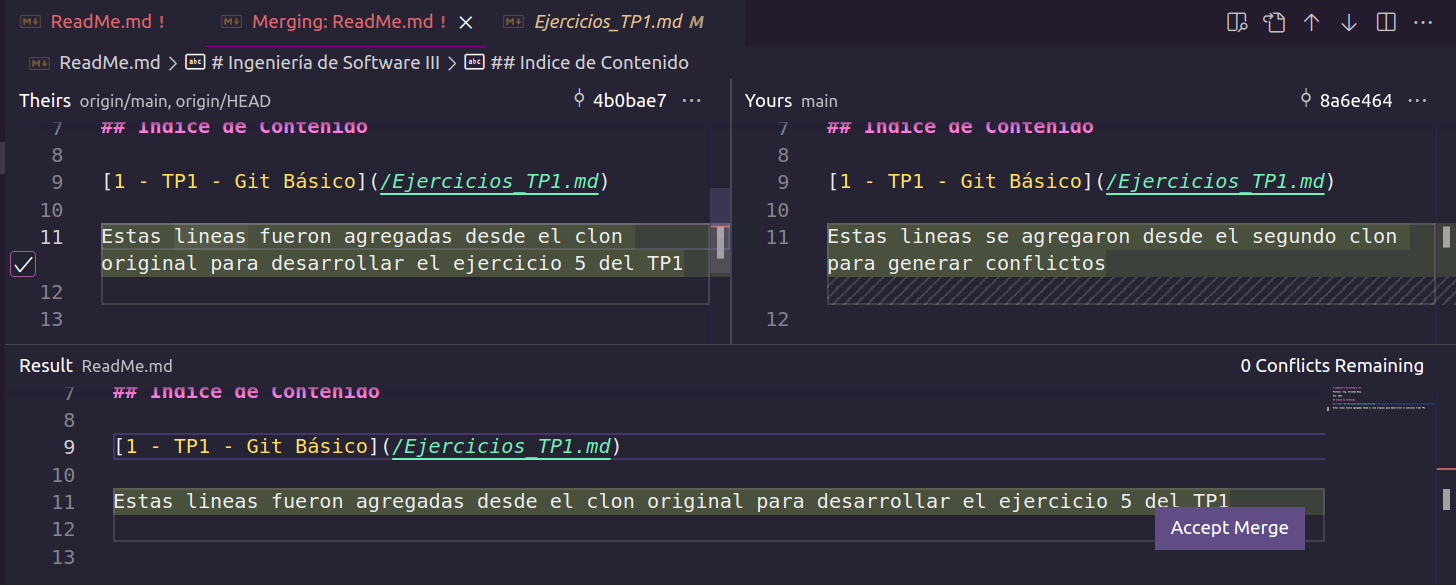 ReadMe.md !
Merging: ReadMe.md !
Ejercicios_TP1.md M
ReadMe.md > # Ingeniería de Software III > ## Indice de Contenido
Theirs origin/main, origin/HEAD 4b0bae7 ...
7 ## Indice de Contenido
8
9 [1 - TP1 - Git Básico](/Ejercicios_TP1.md)
10
11 Estas lineas fueron agregadas desde el clon
original para desarrollar el ejercicio 5 del TP1
12
13
Yours main 8a6e464 ...
7 ## Indice de Contenido
8
9 [1 - TP1 - Git Básico](/Ejercicios_TP1.md)
10
11 Estas lineas se agregaron desde el segundo clon
para generar conflictos
12
Result ReadMe.md 0 Conflicts Remaining
7 ## Indice de Contenido
8
9 [1 - TP1 - Git Básico](/Ejercicios_TP1.md)
10
11 Estas lineas fueron agregadas desde el clon original para desarrollar el ejercicio 5 del TP1
12
13
Accept Merge